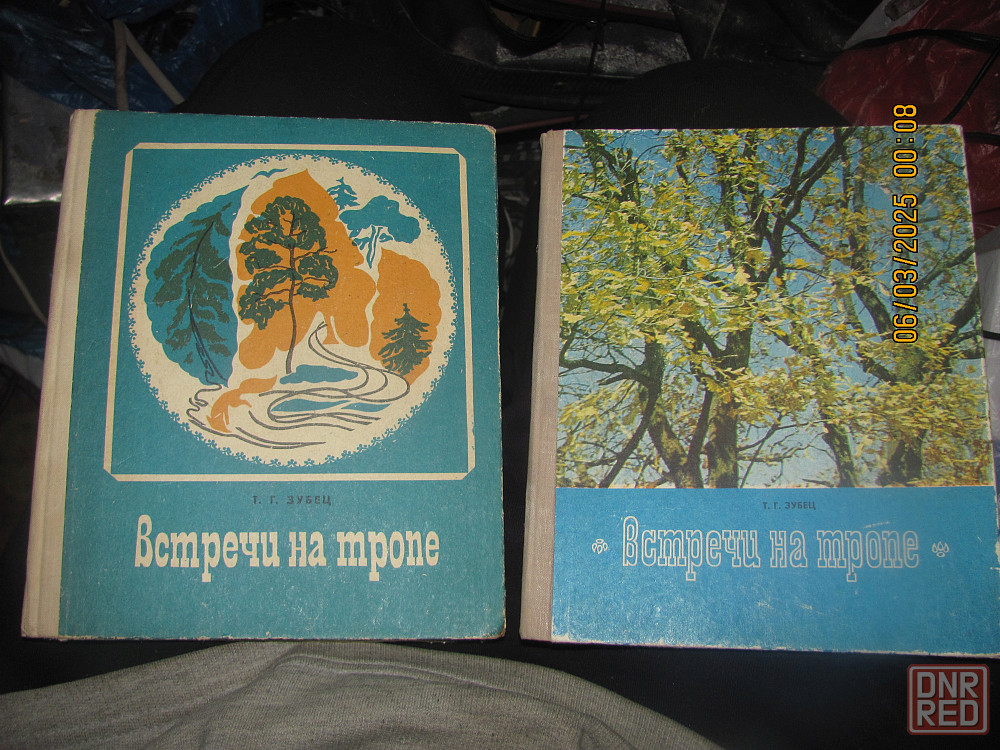 Т. Г. ЗУБЕЦ
Встречи на тропе
Т. Г. ЗУБЕЦ
Встречи на тропе
06/03/2025 00:08
DNR
RED